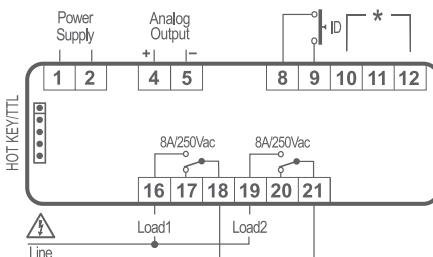 Power Supply
Analog Output
+ −
ID
*
1 2 4 5 8 9 10 11 12
HOT KEY/TTL
8A/250Vac 8A/250Vac
16 17 18 19 20 21
Load1 Load2
Line